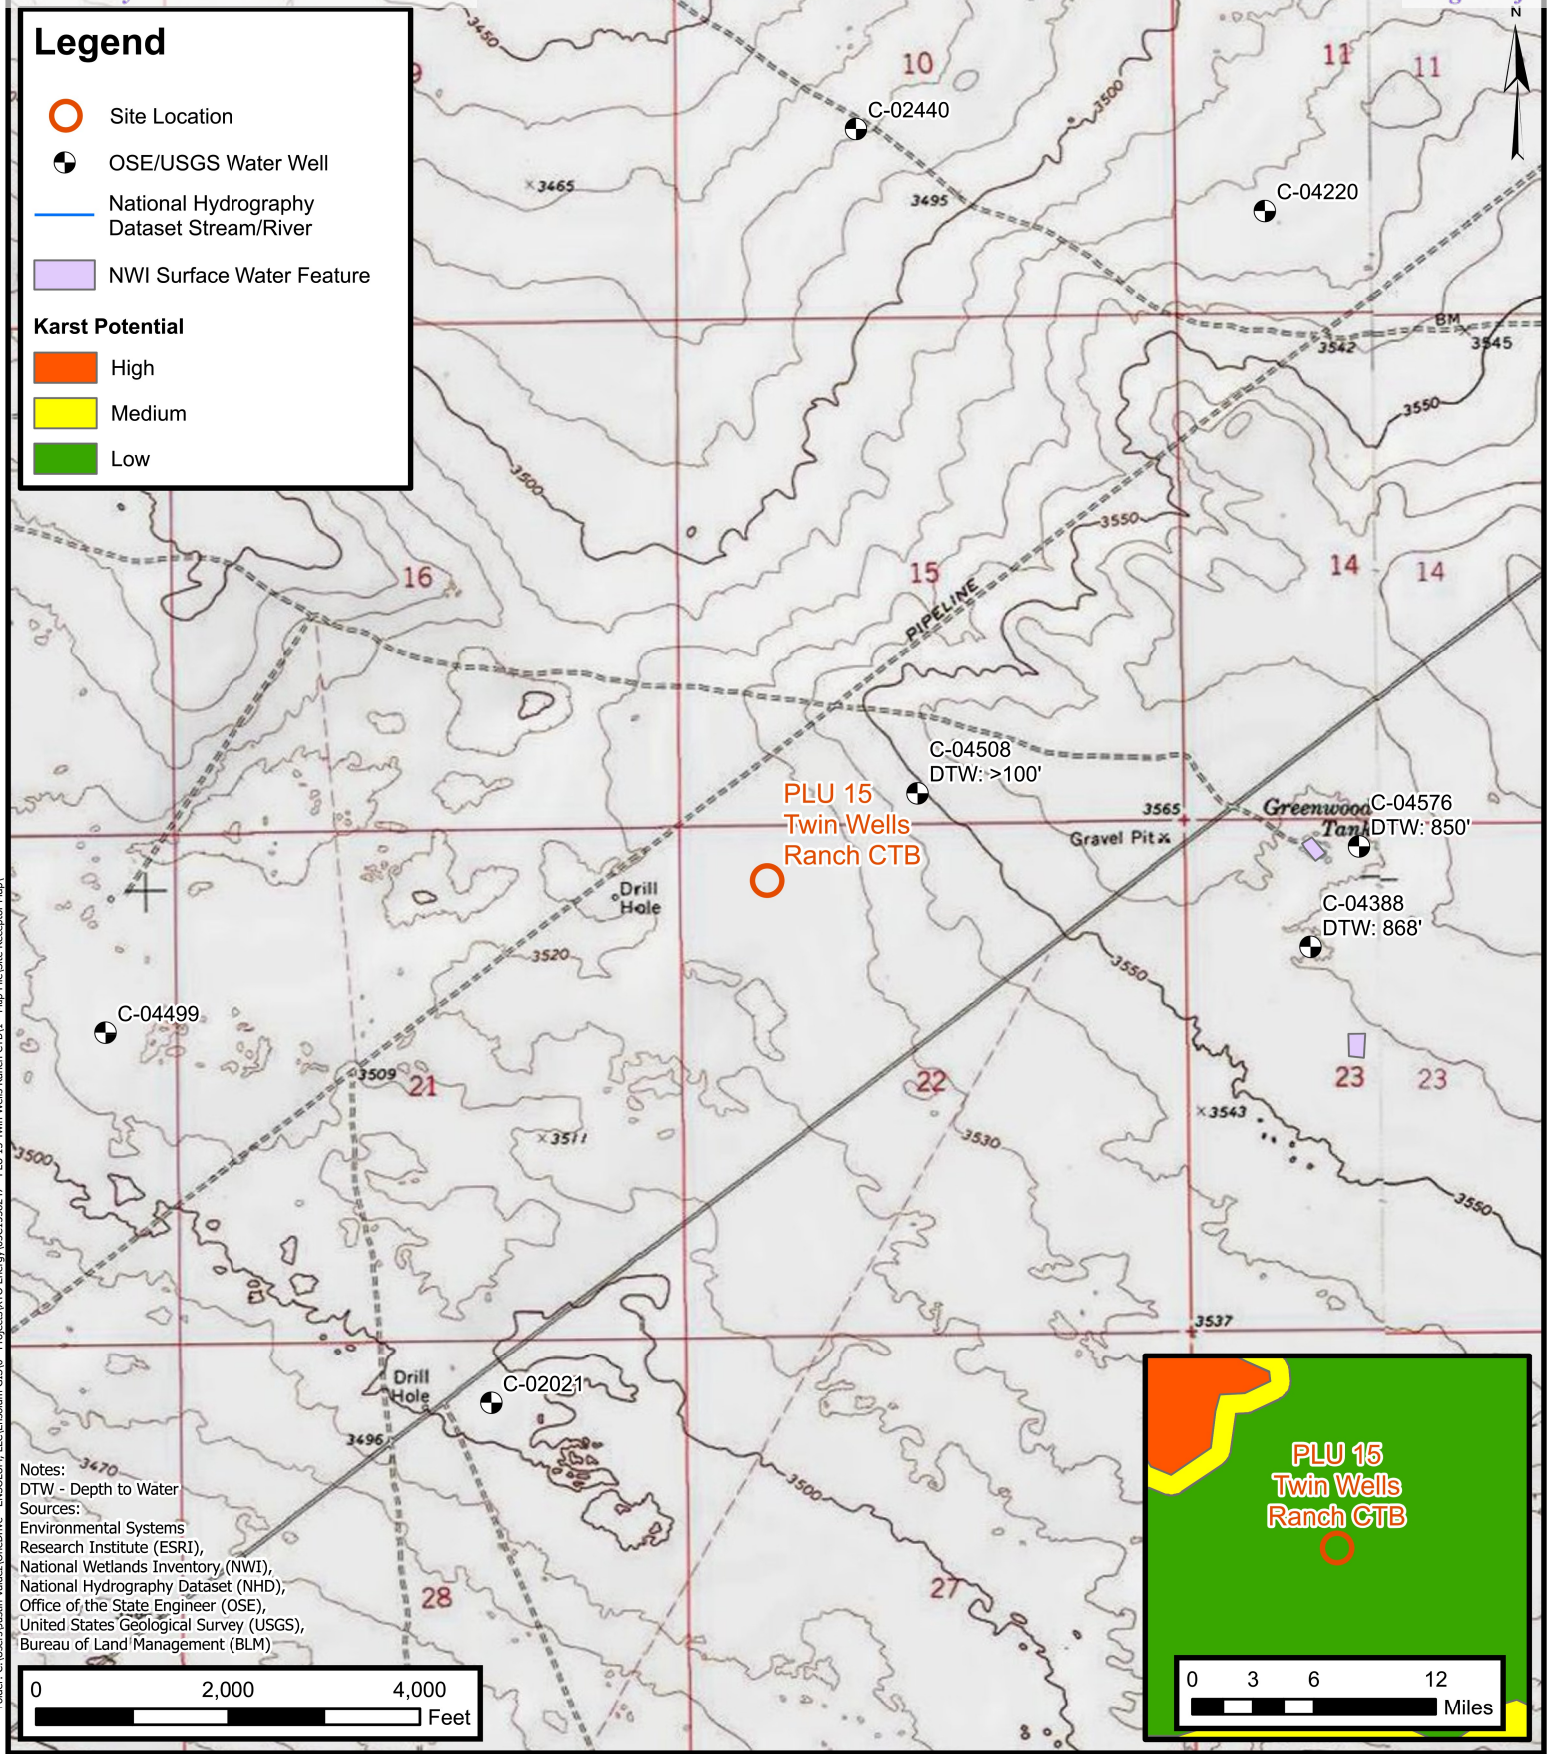 Legend
Site Location
OSE/USGS Water Well
National Hydrography
Dataset Stream/River
NWI Surface Water Feature
Karst Potential
High
Medium
Low
N
3450
9
10
11
11
C-02440
3500
3465
3495
C-04220
BM
3542
3545
3550
3500
3550
16
15
14
14
PIPELINE
C-04508
DTW: >100'
PLU 15
Twin Wells
Ranch CTB
3565
Gravel Pit
Greenwood
Tank
C-04576
DTW: 850'
Drill
Hole
C-04388
DTW: 868'
3520
3550
C-04499
3509
21
22
23
23
3511
3530
3543
3500
3550
3537
Drill
Hole
C-02021
3496
3470
3500
28
27
Notes:
DTW - Depth to Water
Sources:
Environmental Systems
Research Institute (ESRI),
National Wetlands Inventory (NWI),
National Hydrography Dataset (NHD),
Office of the State Engineer (OSE),
United States Geological Survey (USGS),
Bureau of Land Management (BLM)
0 2,000 4,000
Feet
PLU 15
Twin Wells
Ranch CTB
0 3 6 12
Miles